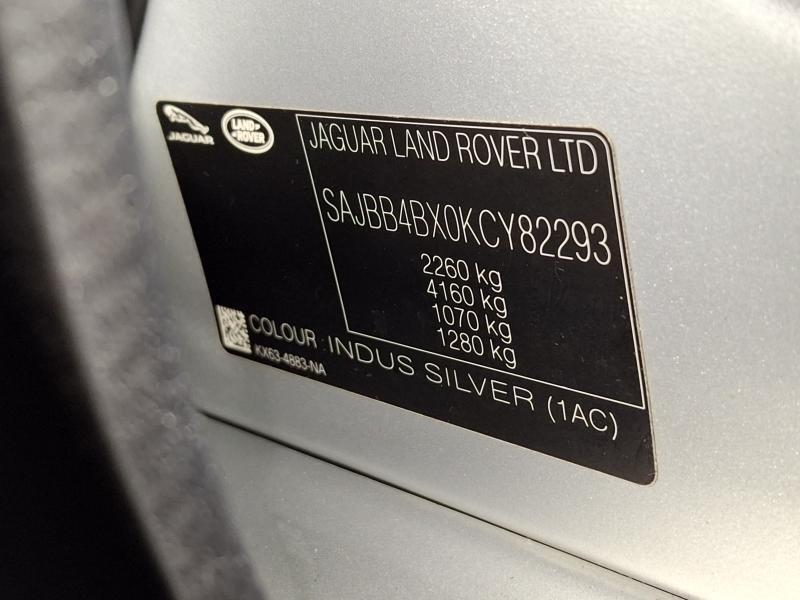 JAGUAR
LAND ROVER
JAGUAR LAND ROVER LTD
SAJBB4BX0KCY82293
2260 kg
4160 kg
1070 kg
1280 kg
COLOUR : INDUS SILVER (1AC)
KX63-4883-NA